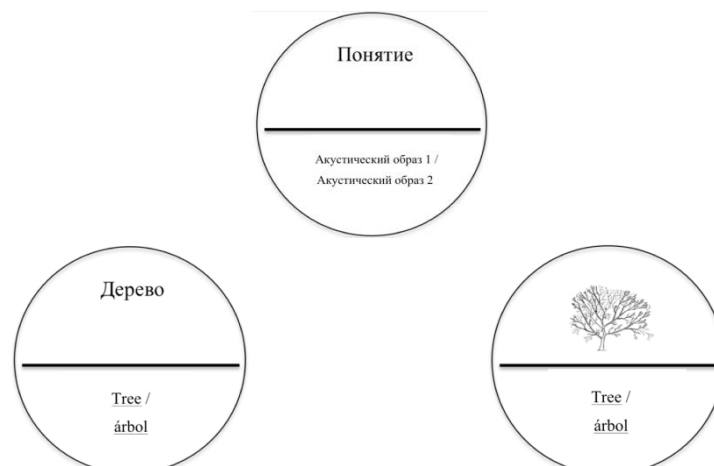 Понятие
Акустический образ 1 /
Акустический образ 2
Дерево
Tree /
árbol
Tree /
árbol